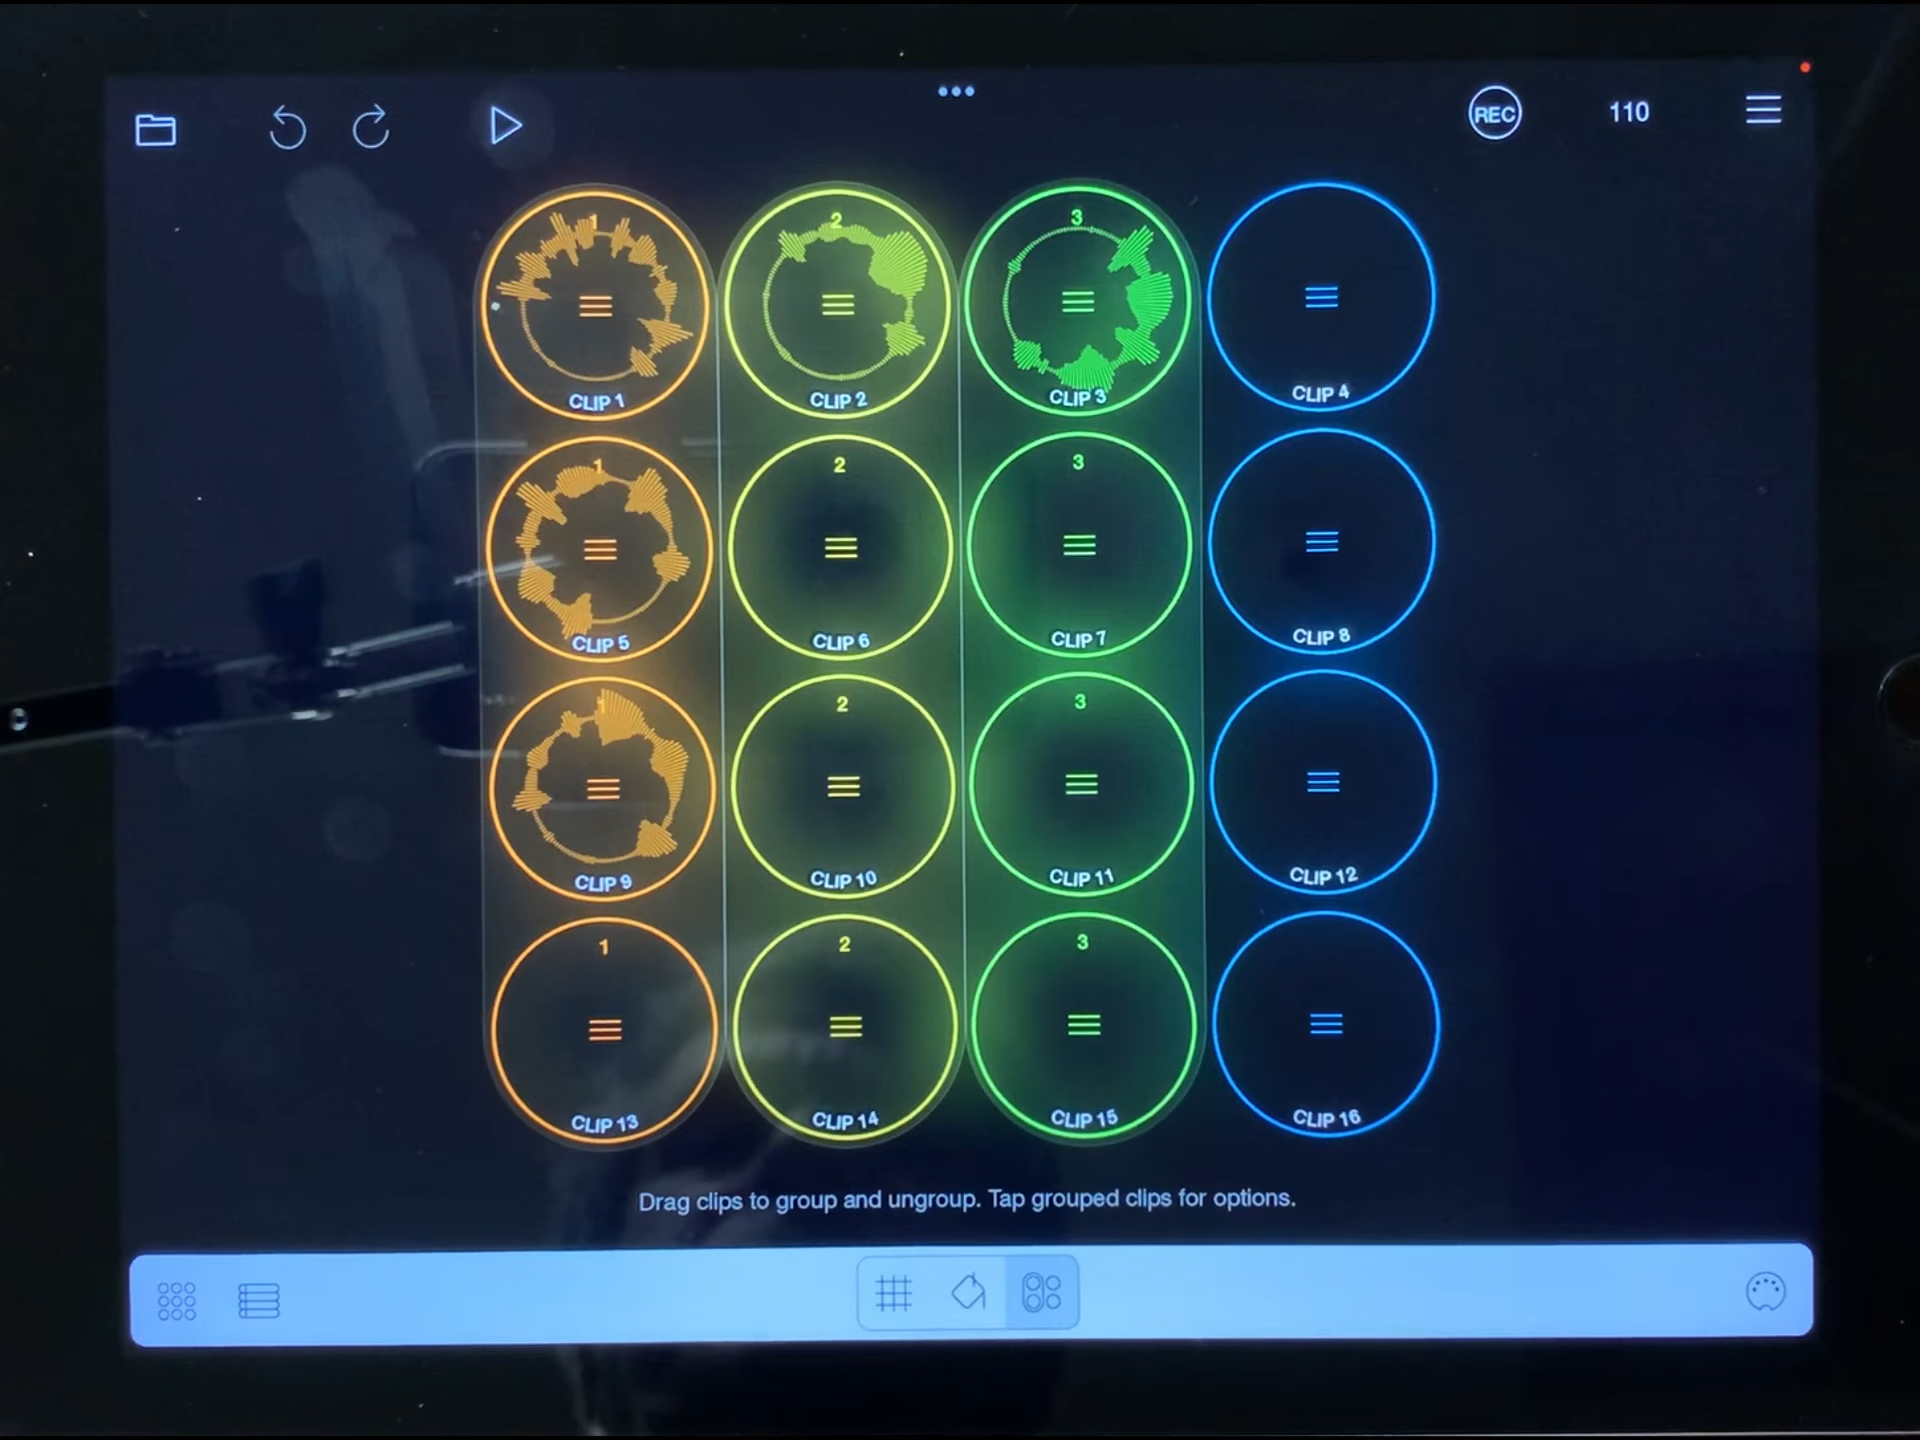 REC
110
1
CLIP 1
2
CLIP 2
3
CLIP 3
CLIP 4
1
CLIP 5
2
CLIP 6
3
CLIP 7
CLIP 8
1
CLIP 9
2
CLIP 10
3
CLIP 11
CLIP 12
1
CLIP 13
2
CLIP 14
3
CLIP 15
CLIP 16
Drag clips to group and ungroup. Tap grouped clips for options.